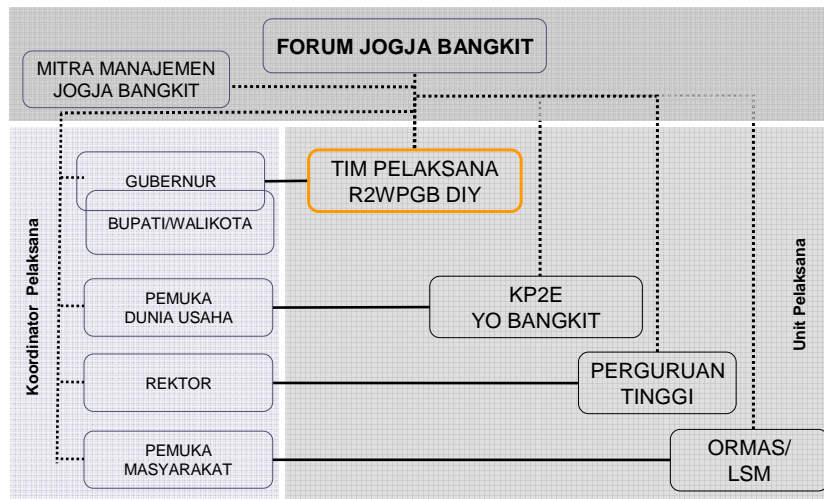 FORUM JOGJA BANGKIT
MITRA MANAJEMEN
JOGJA BANGKIT
GUBERNUR
BUPATI/WALIKOTA
TIM PELAKSANA
R2WPGB DIY
PEMUKA
DUNIA USAHA
KP2E
YO BANGKIT
REKTOR
PERGURUAN
TINGGI
PEMUKA
MASYARAKAT
ORMAS/
LSM
Koordinator Pelaksana
Unit Pelaksana